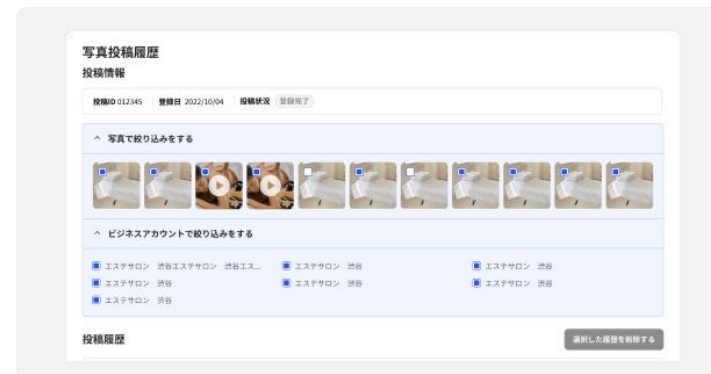 写真投稿履歴
投稿情報
投稿ID 012345 登録日 2022/10/04 投稿状況 登録完了
写真で絞り込みをする
ビジネスアカウントで絞り込みをする
エステサロン 渋谷エステサロン 渋谷エス... エステサロン 渋谷 エステサロン 渋谷
エステサロン 渋谷 エステサロン 渋谷 エステサロン 渋谷
エステサロン 渋谷
投稿履歴 選択した履歴を削除する